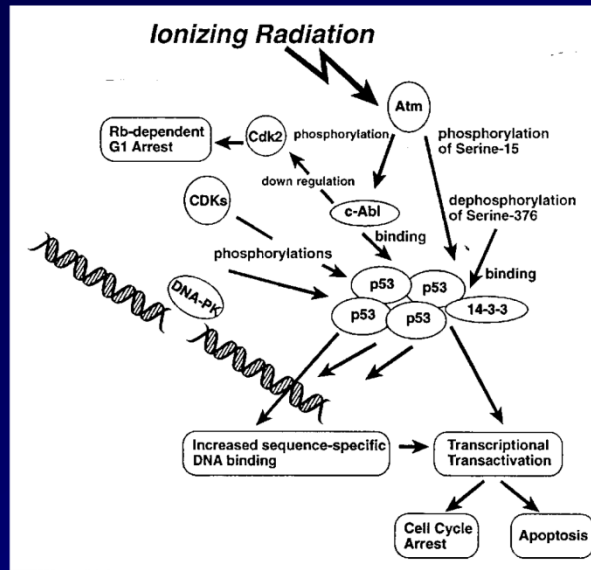 Ionizing Radiation
Atm
Rb-dependent
G1 Arrest
Cdk2
phosphorylation
phosphorylation
of Serine-15
down regulation
CDKs
c-Abl
dephosphorylation
of Serine-376
binding
phosphorylations
binding
DNA-PK
p53
p53
p53
p53
14-3-3
Increased sequence-specific
DNA binding
Transcriptional
Transactivation
Cell Cycle
Arrest
Apoptosis